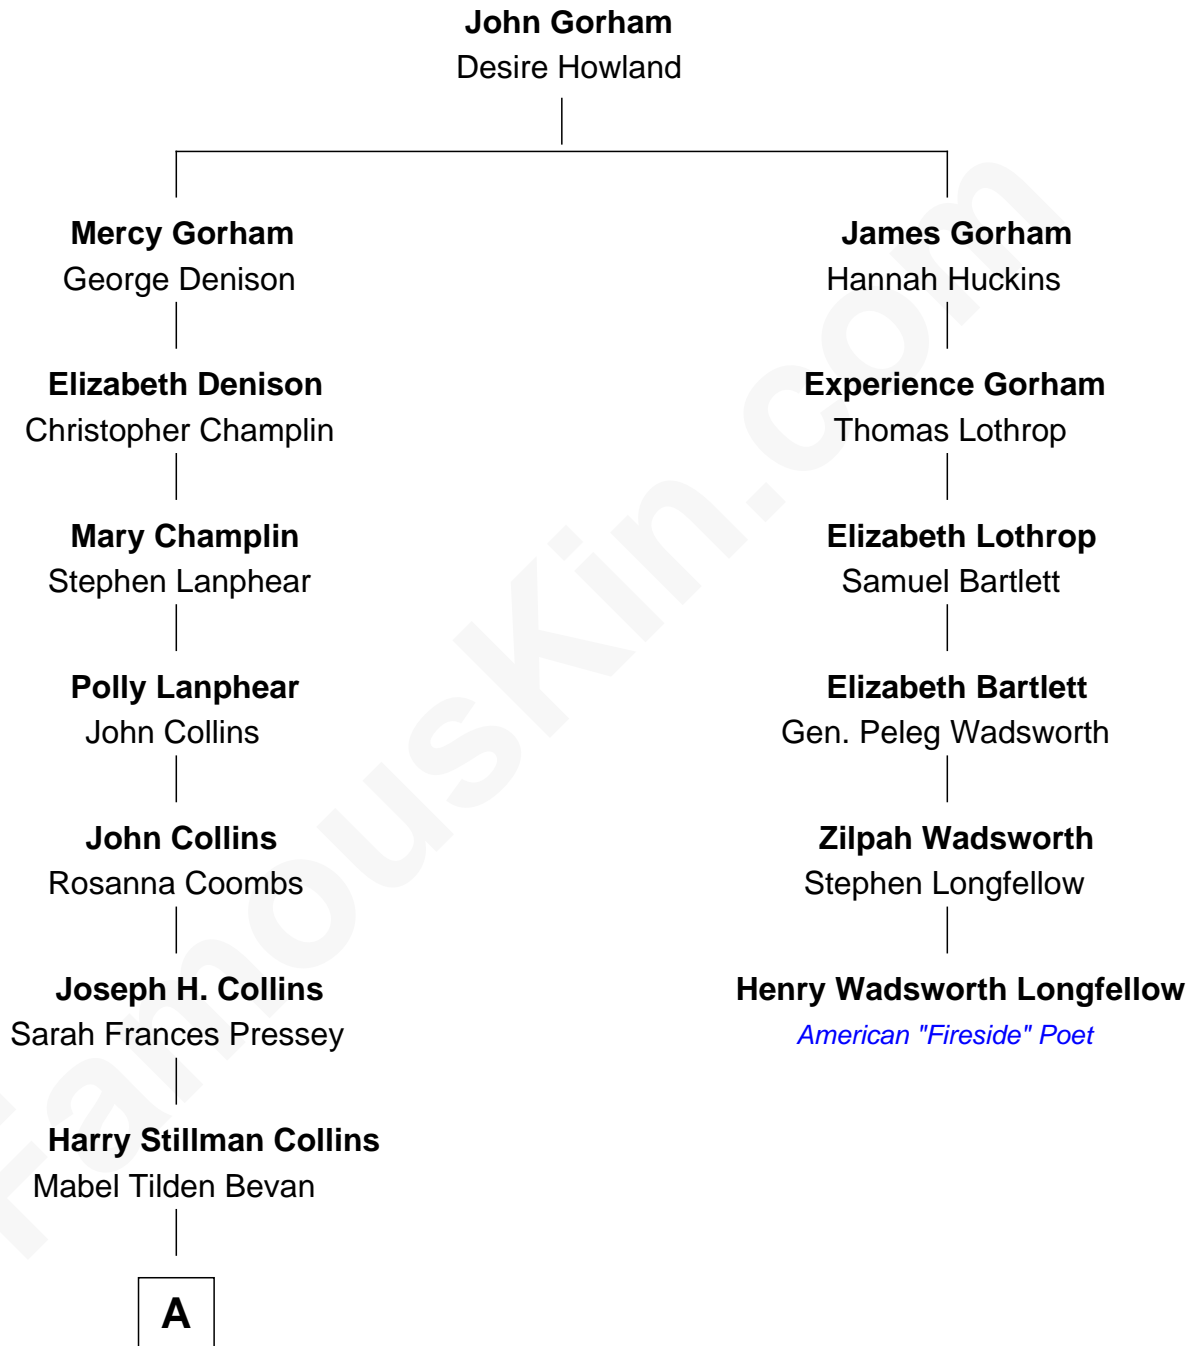 John Gorham
Desire Howland
Mercy Gorham
George Denison
James Gorham
Hannah Huckins
Elizabeth Denison
Christopher Champlin
Experience Gorham
Thomas Lothrop
Mary Champlin
Stephen Lanphear
Elizabeth Lothrop
Samuel Bartlett
Polly Lanphear
John Collins
Elizabeth Bartlett
Gen. Peleg Wadsworth
John Collins
Rosanna Coombs
Zilpah Wadsworth
Stephen Longfellow
Joseph H. Collins
Sarah Frances Pressey
Henry Wadsworth Longfellow
American "Fireside" Poet
Harry Stillman Collins
Mabel Tilden Bevan
A
FamousKin.com